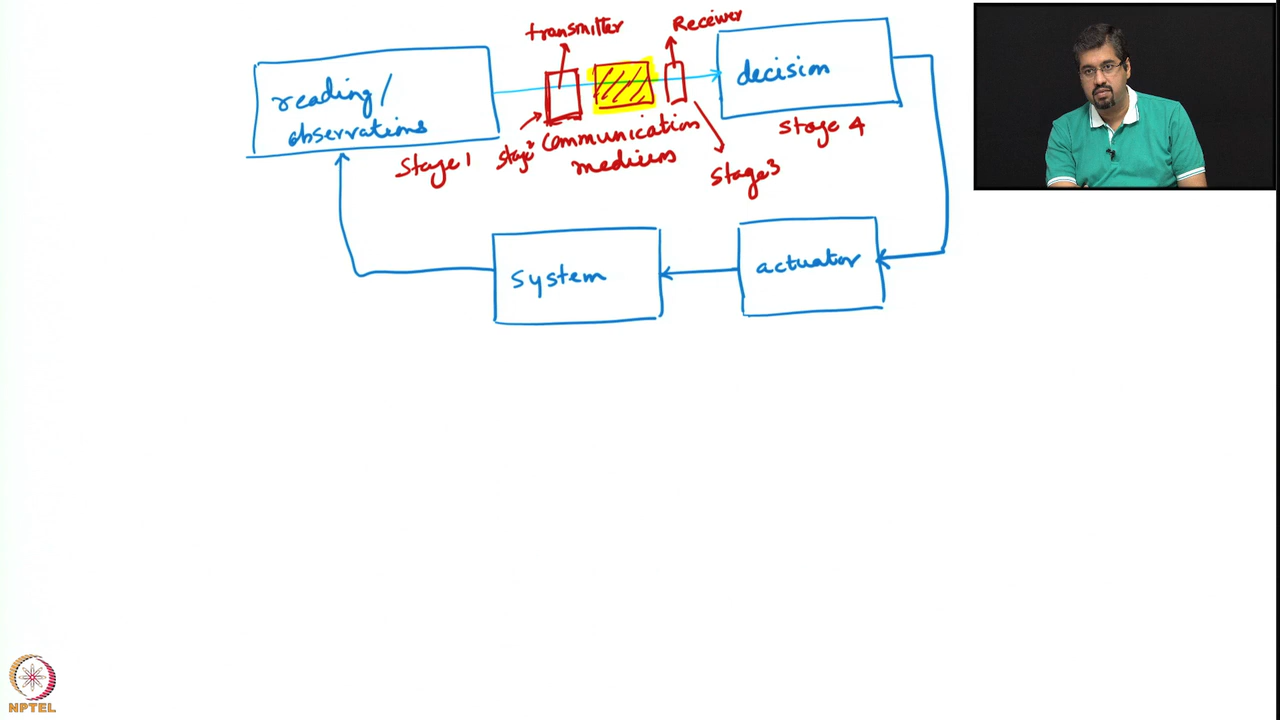 transmitter
Receiver
reading/
observations
decision
Stage 1
Stage 2
Communication
medium
Stage 3
Stage 4
system
actuator
NPTEL